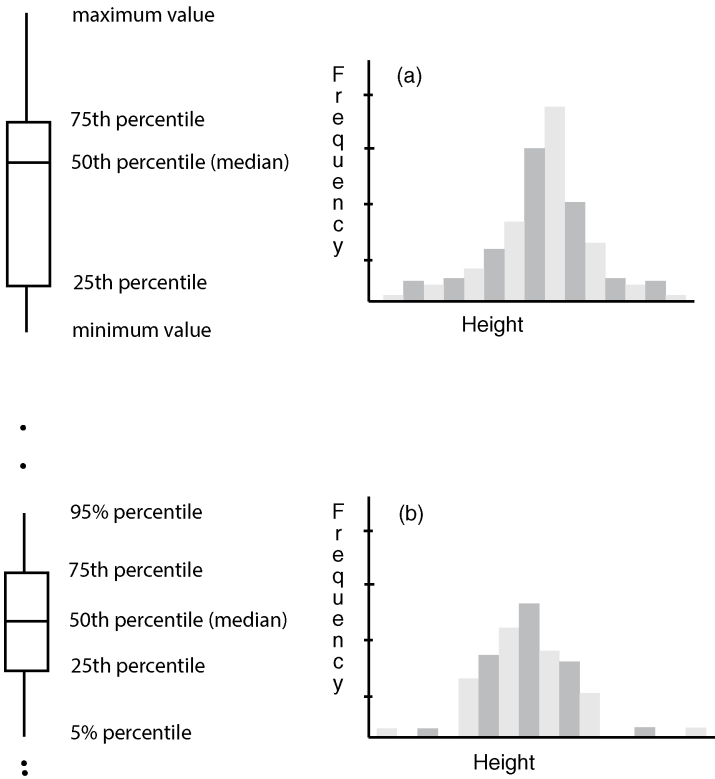 maximum value
75th percentile
50th percentile (median)
25th percentile
minimum value
Frequency
(a)
Height
95% percentile
75th percentile
50th percentile (median)
25th percentile
5% percentile
Frequency
(b)
Height